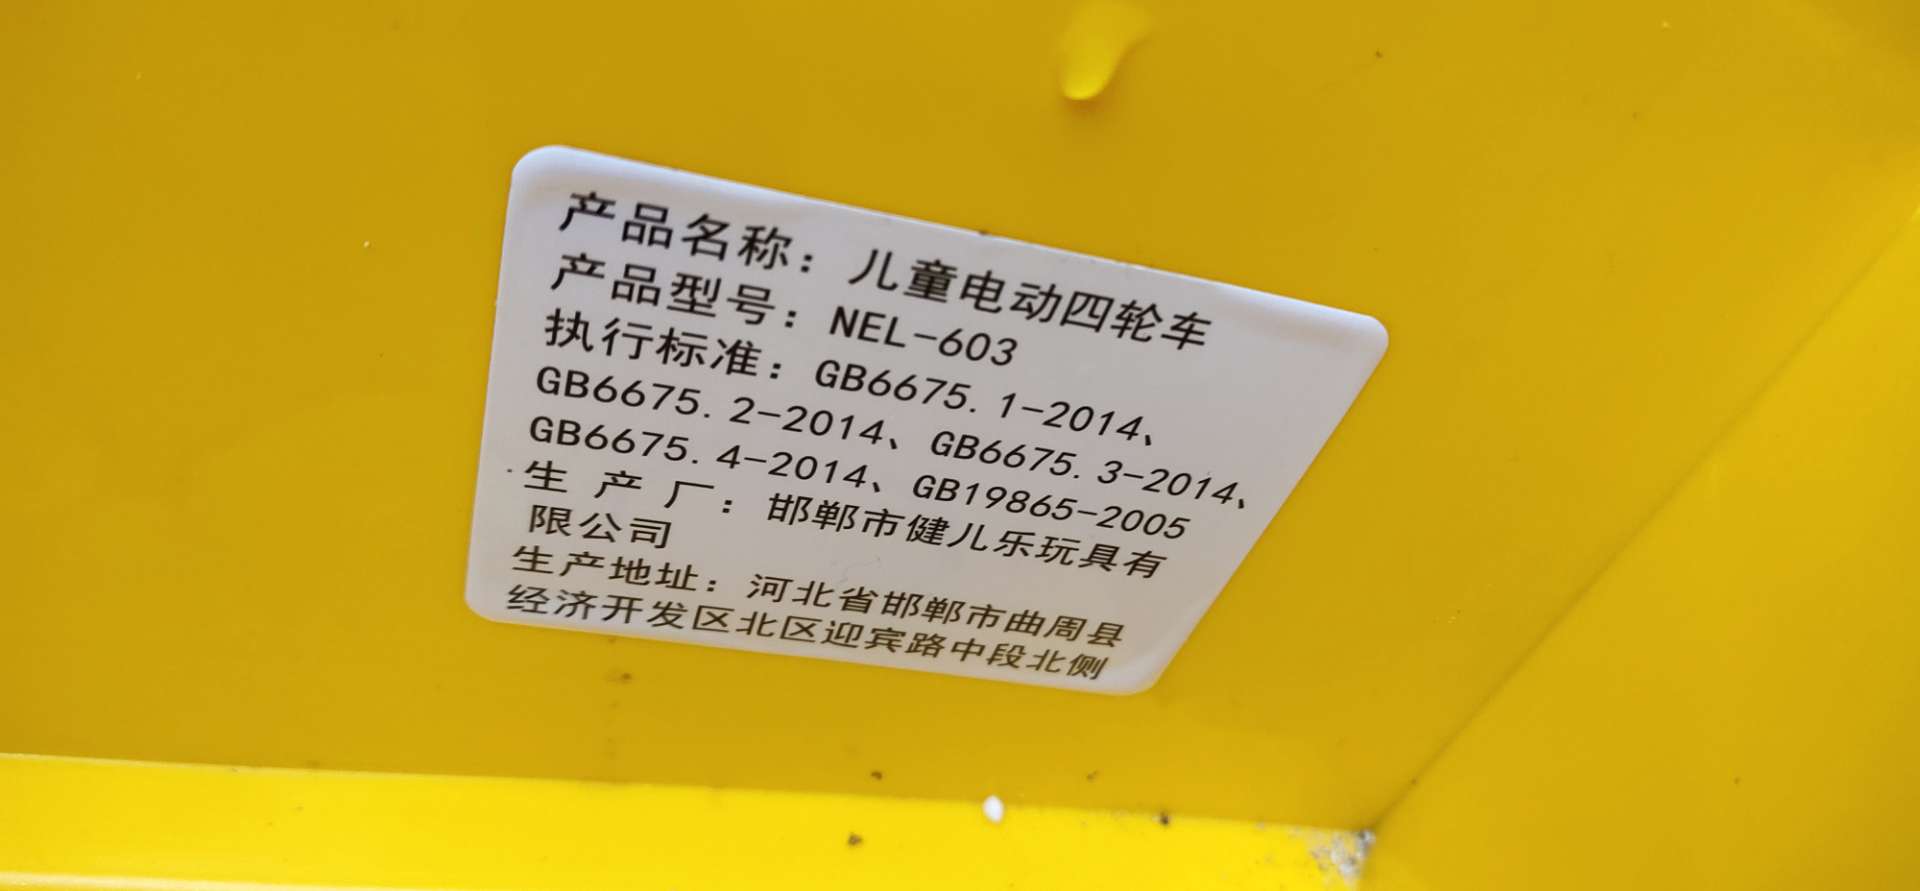 产品名称：儿童电动四轮车
产品型号：NEL-603
执行标准：GB6675.1-2014、
GB6675.2-2014、GB6675.3-2014、
GB6675.4-2014、GB19865-2005
生 产 厂：邯郸市健儿乐玩具有
限公司
生产地址：河北省邯郸市曲周县
经济开发区北区迎宾路中段北侧